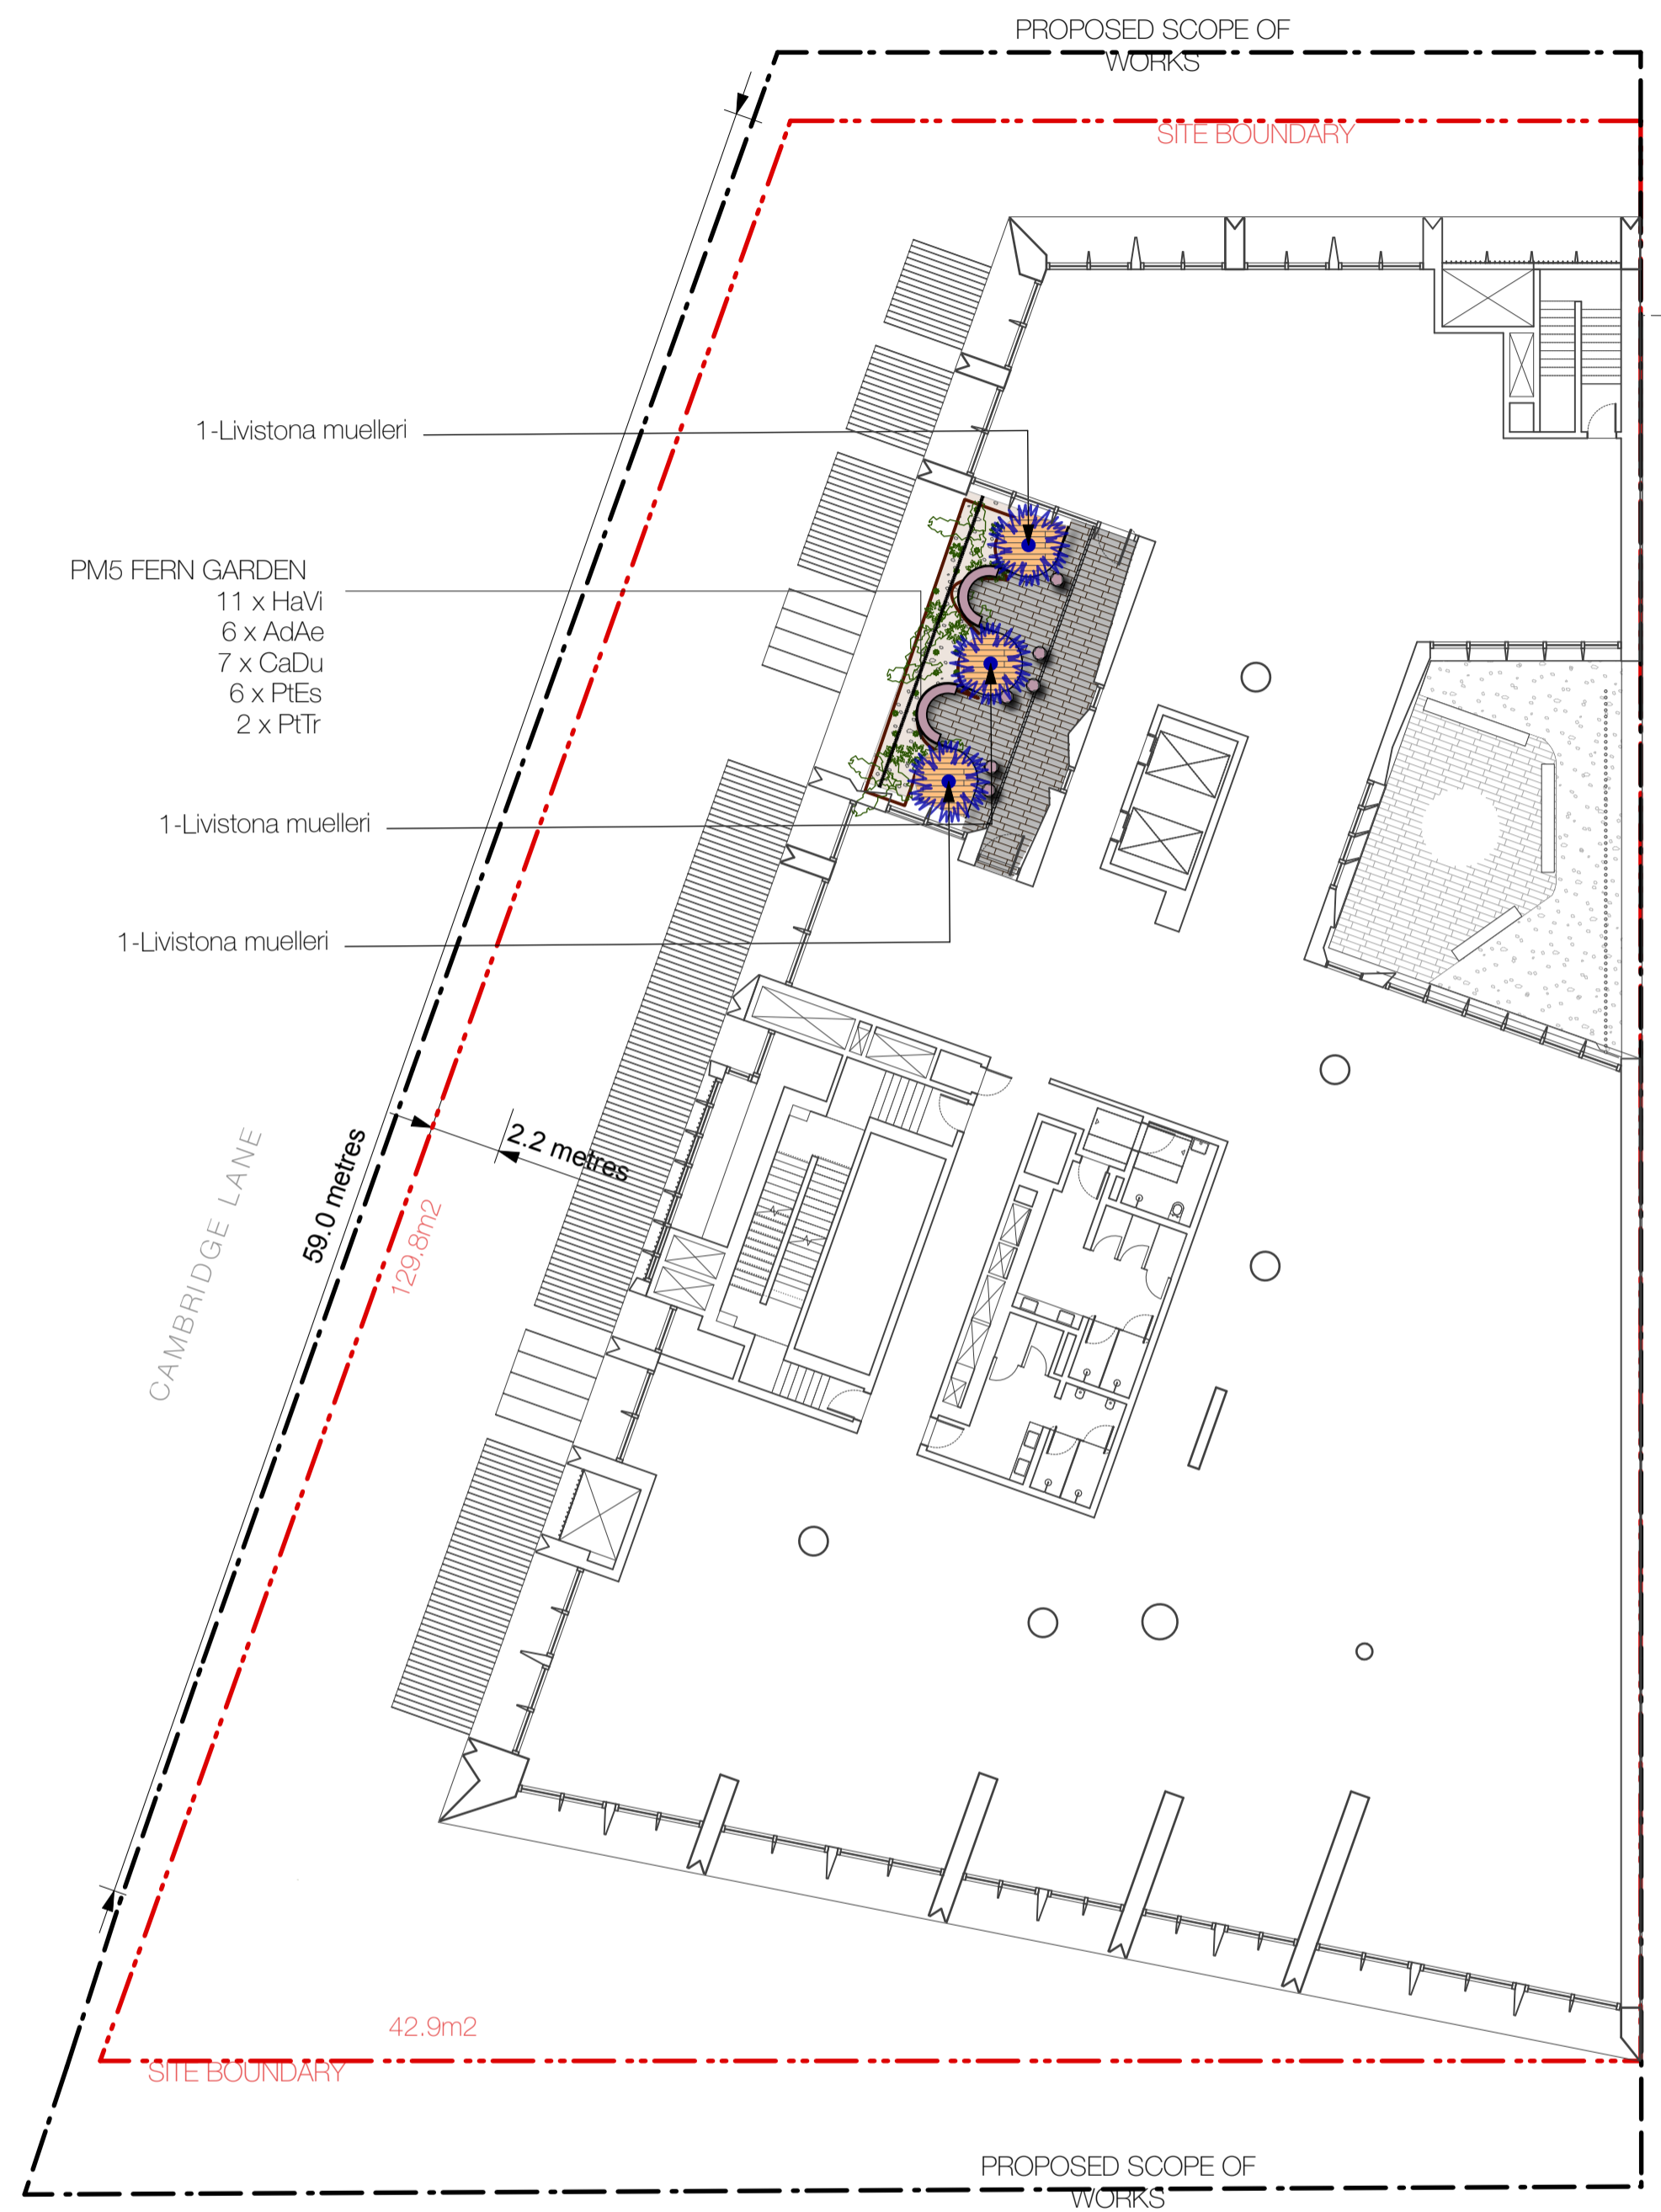 PROPOSED SCOPE OF
WORKS
SITE BOUNDARY
1-Livistona muelleri
PM5 FERN GARDEN
11 x HaVi
6 x AdAe
7 x CaDu
6 x PtEs
2 x PtTr
1-Livistona muelleri
1-Livistona muelleri
2.2 metres
59.0 metres
CAMBRIDGE LANE
129.8m2
42.9m2
SITE BOUNDARY
PROPOSED SCOPE OF
WORKS